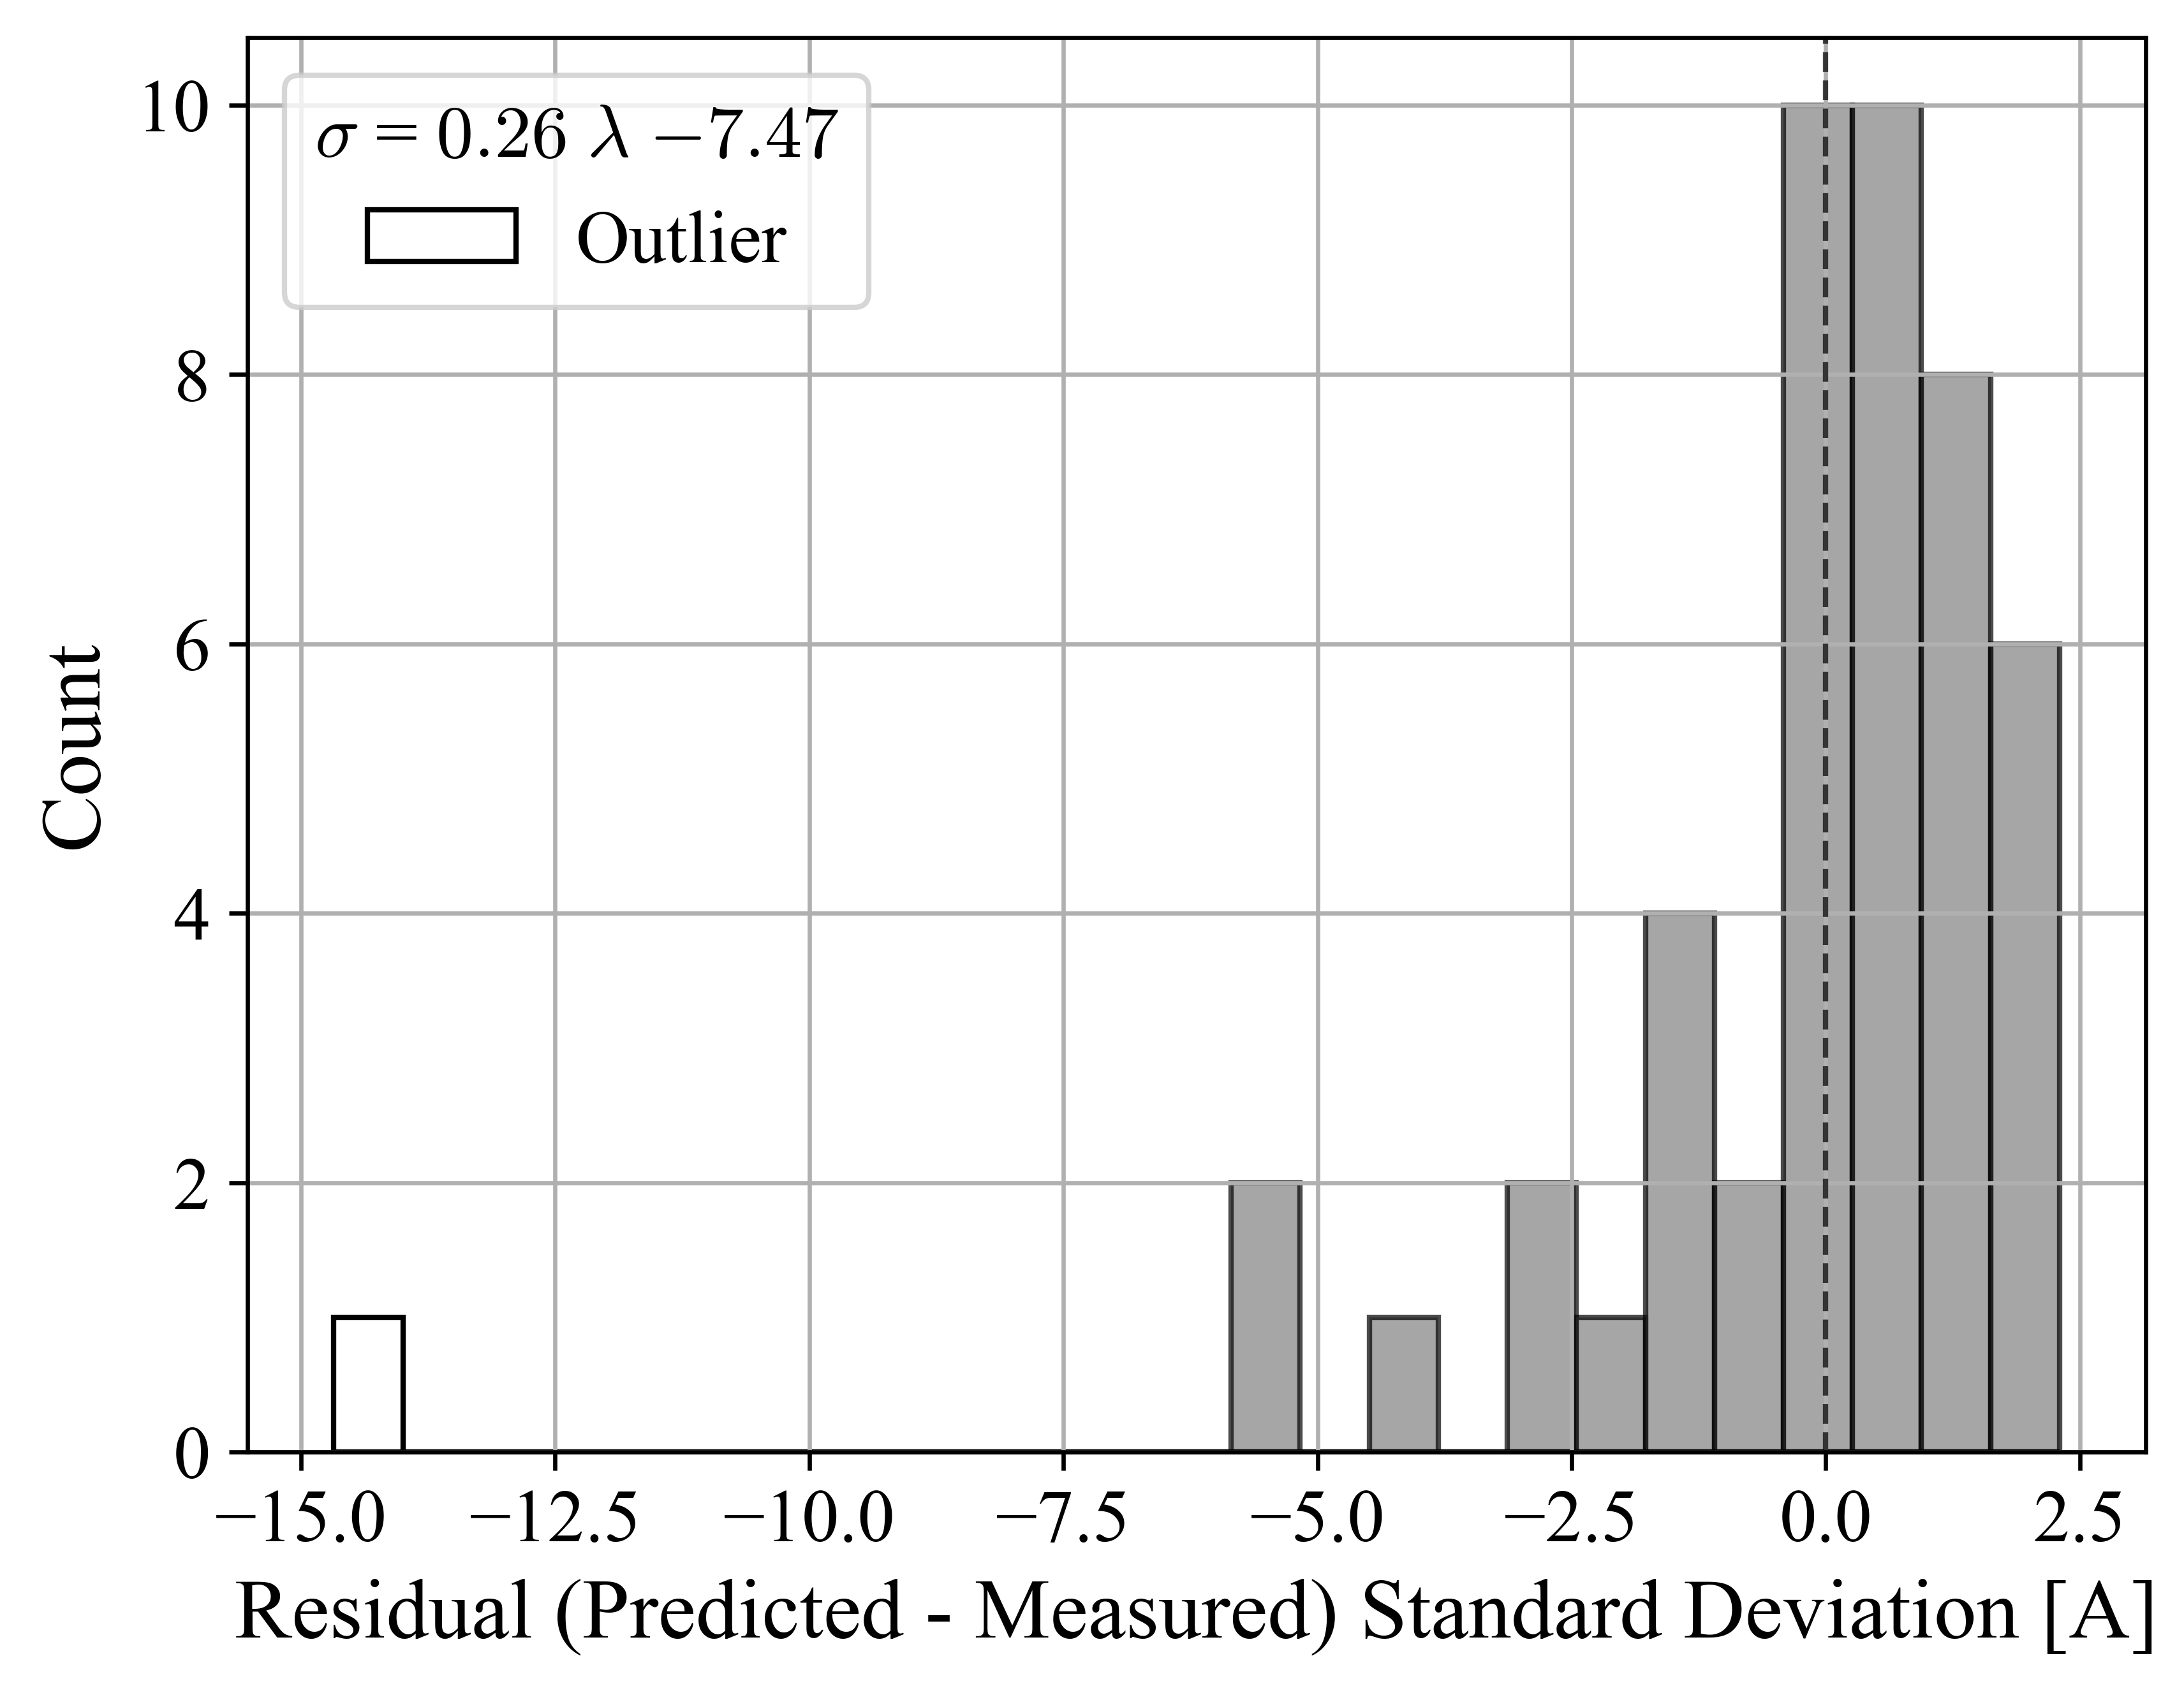 σ = 0.26 λ −7.47
Outlier
Count
10
8
6
4
2
0
−15.0 −12.5 −10.0 −7.5 −5.0 −2.5 0.0 2.5
Residual (Predicted - Measured) Standard Deviation [A]